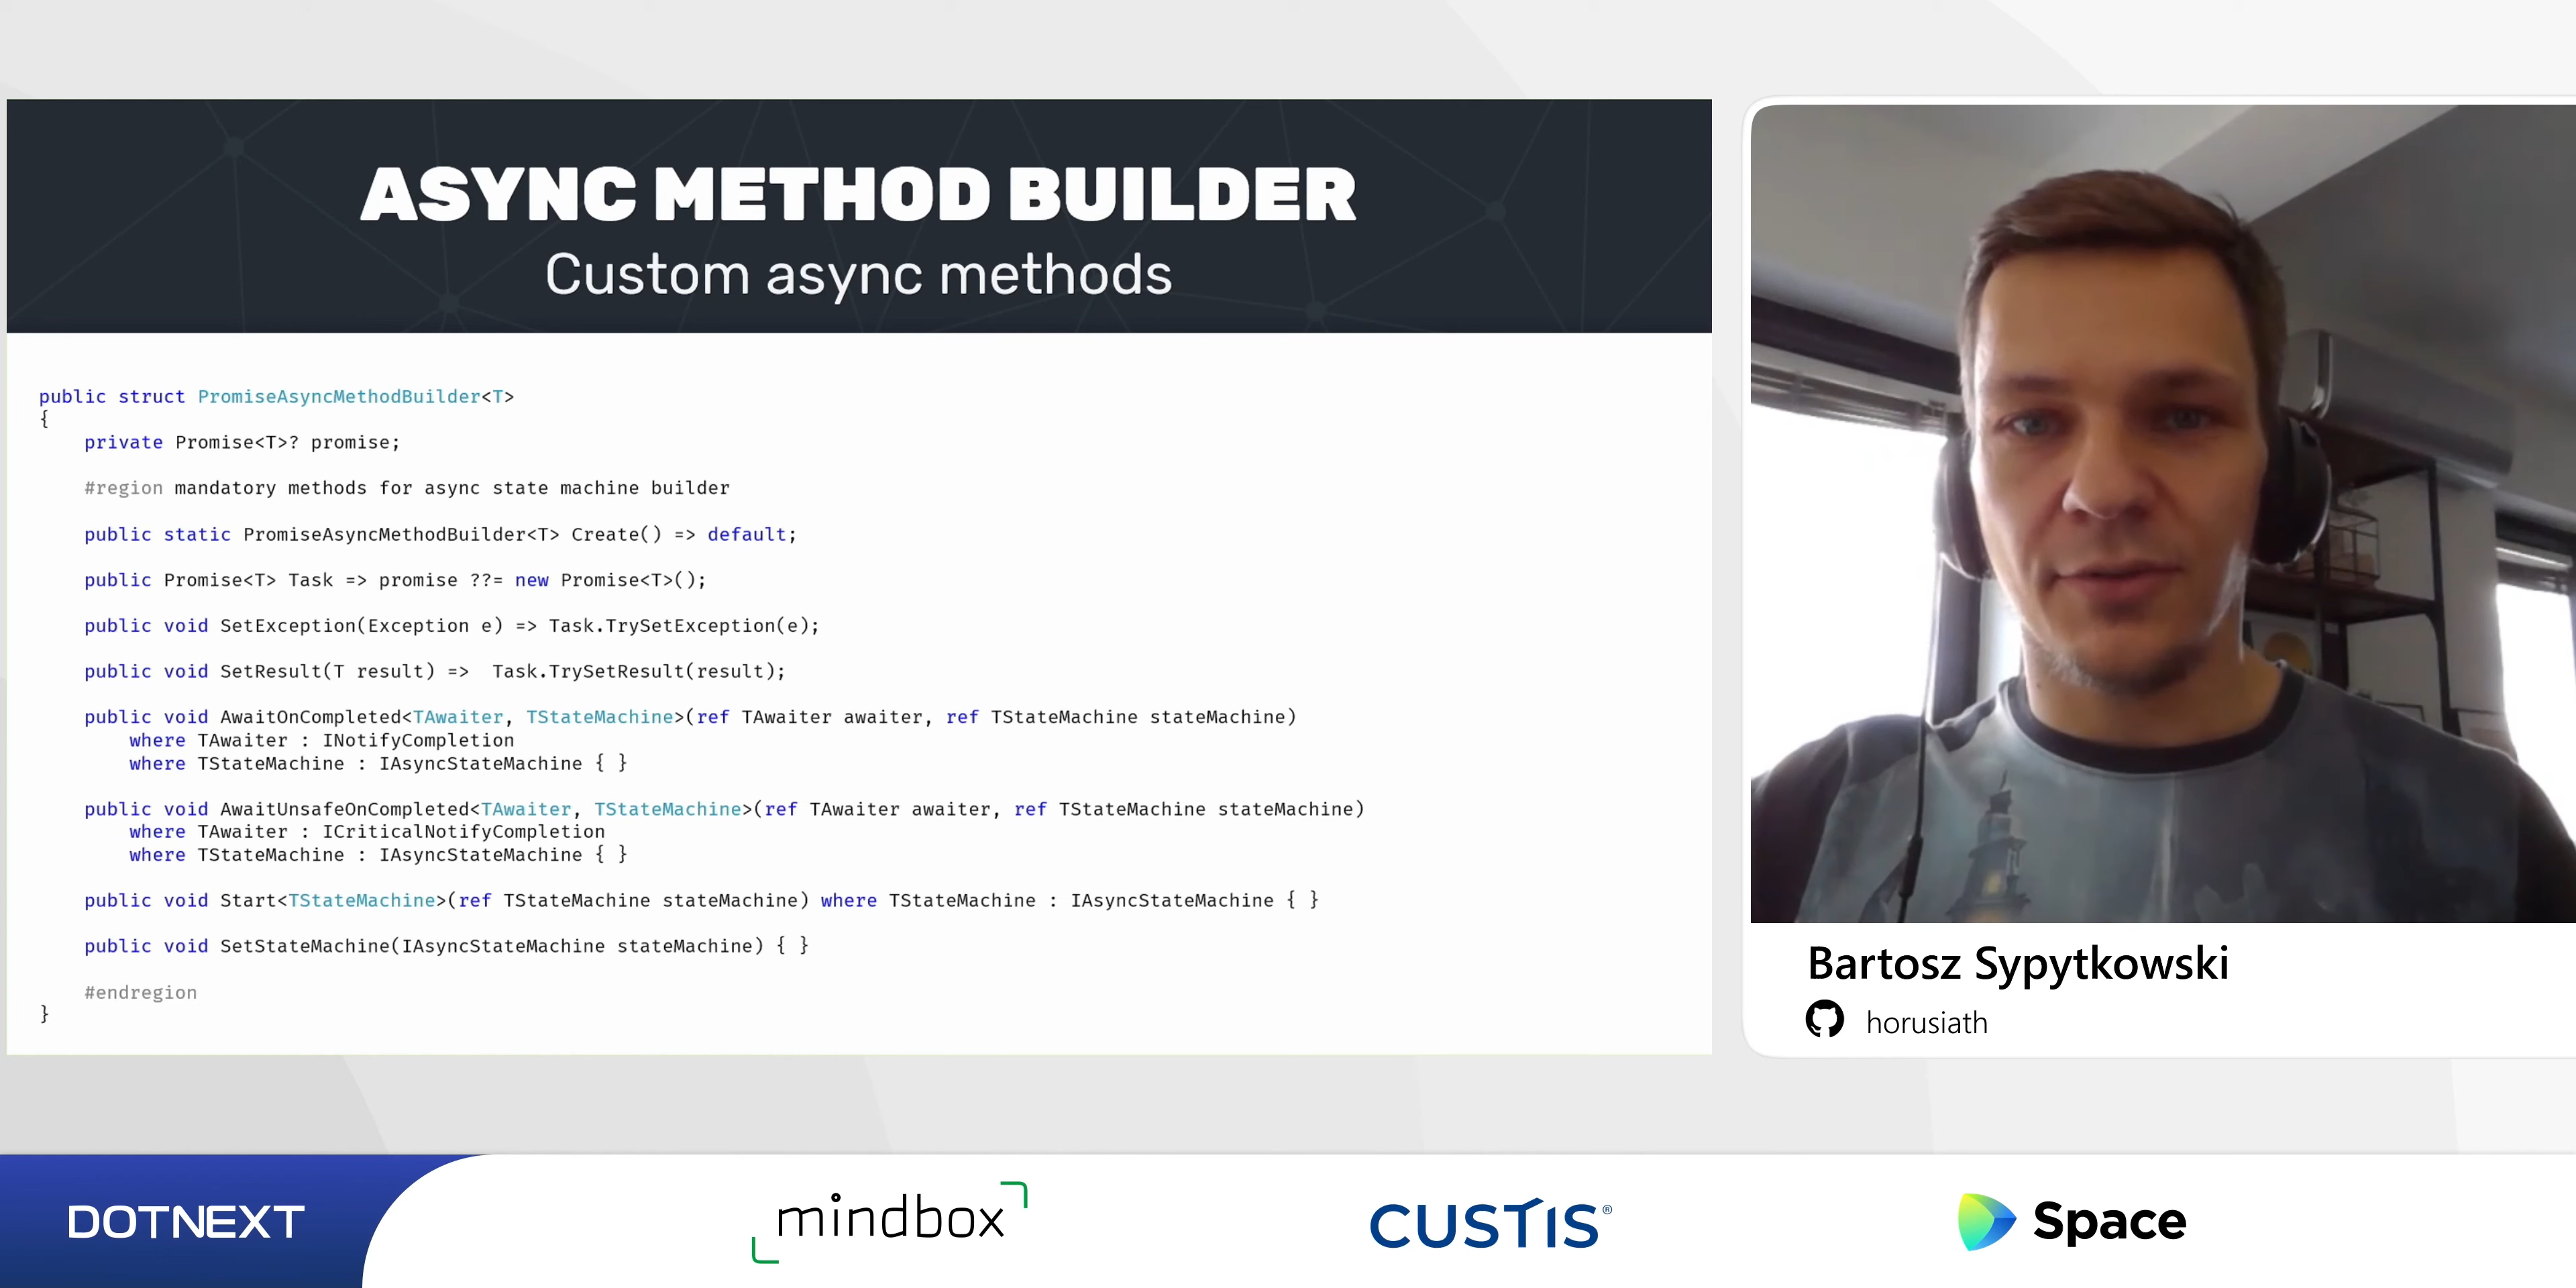 ASYNC METHOD BUILDER
Custom async methods
public struct PromiseAsyncMethodBuilder<T>
{
    private Promise<T>? promise;
    #region mandatory methods for async state machine builder
    public static PromiseAsyncMethodBuilder<T> Create() => default;
    public Promise<T> Task => promise ??= new Promise<T>();
    public void SetException(Exception e) => Task.TrySetException(e);
    public void SetResult(T result) =>  Task.TrySetResult(result);
    public void AwaitOnCompleted<TAwaiter, TStateMachine>(ref TAwaiter awaiter, ref TStateMachine stateMachine)
        where TAwaiter : INotifyCompletion
        where TStateMachine : IAsyncStateMachine { }
    public void AwaitUnsafeOnCompleted<TAwaiter, TStateMachine>(ref TAwaiter awaiter, ref TStateMachine stateMachine)
        where TAwaiter : ICriticalNotifyCompletion
        where TStateMachine : IAsyncStateMachine { }
    public void Start<TStateMachine>(ref TStateMachine stateMachine) where TStateMachine : IAsyncStateMachine { }
    public void SetStateMachine(IAsyncStateMachine stateMachine) { }
    #endregion
}
Bartosz Sypytkowski
horusiath
DOTNEXT
mindbox
CUSTIS®
Space